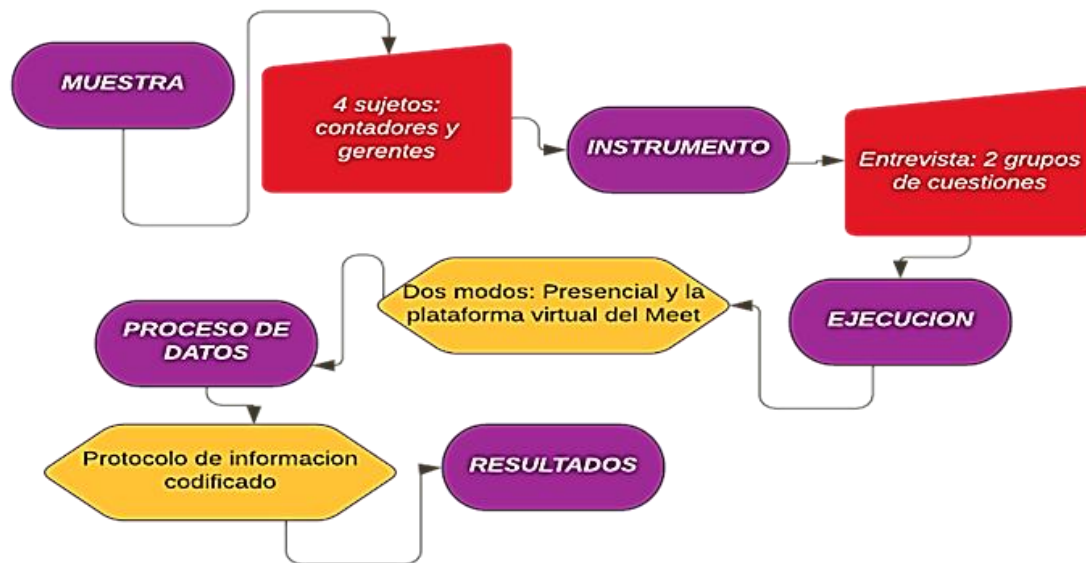 MUESTRA
4 sujetos:
contadores y
gerentes
INSTRUMENTO
Entrevista: 2 grupos
de cuestiones
EJECUCION
Dos modos: Presencial y la
plataforma virtual del Meet
PROCESO DE
DATOS
Protocolo de informacion
codificado
RESULTADOS